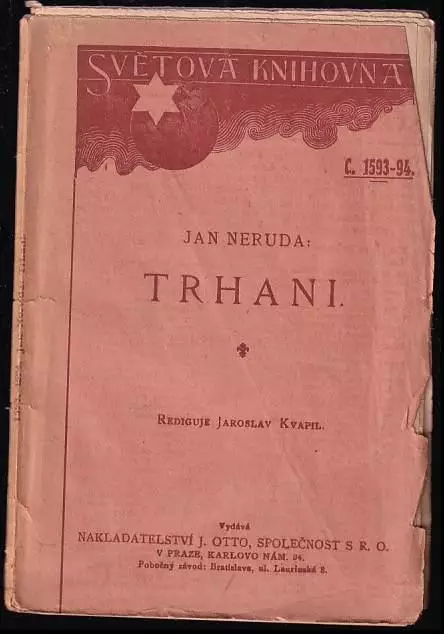 SVĚTOVÁ KNIHOVNA
Č. 1593-94.
JAN NERUDA:
TRHANI.
REDIGUJE JAROSLAV KVAPIL.
Vydává
NAKLADATELSTVÍ J. OTTO, SPOLEČNOST S R. O.
V PRAZE, KARLOVO NÁM. 34.
Pobočný závod: Bratislava, ul. Laurinská 8.